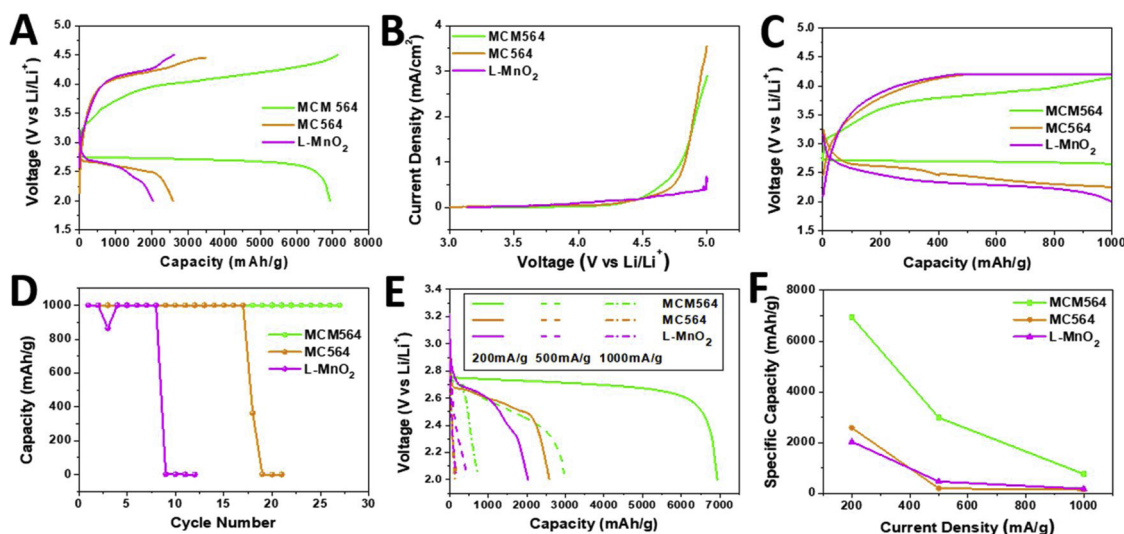 A
Voltage (V vs Li/Li⁺)
5.0
4.5
4.0
3.5
3.0
2.5
2.0
1.5
MCM 564
MC564
L-MnO₂
0 1000 2000 3000 4000 5000 6000 7000 8000
Capacity (mAh/g)
B
Current Density (mA/cm²)
4
3
2
1
0
MCM564
MC564
L-MnO₂
3.0 3.5 4.0 4.5 5.0
Voltage (V vs Li/Li⁺)
C
Voltage (V vs Li/Li⁺)
5.0
4.5
4.0
3.5
3.0
2.5
2.0
1.5
MCM564
MC564
L-MnO₂
0 200 400 600 800 1000
Capacity (mAh/g)
D
Capacity (mAh/g)
1000
800
600
400
200
0
MCM564
MC564
L-MnO₂
0 5 10 15 20 25 30
Cycle Number
E
Voltage (V vs Li/Li⁺)
3.4
3.2
3.0
2.8
2.6
2.4
2.2
2.0
MCM564
MC564
L-MnO₂
200mA/g 500mA/g 1000mA/g
0 1000 2000 3000 4000 5000 6000 7000
Capacity (mAh/g)
F
Specific Capacity (mAh/g)
8000
6000
4000
2000
0
MCM564
MC564
L-MnO₂
200 400 600 800 1000
Current Density (mA/g)